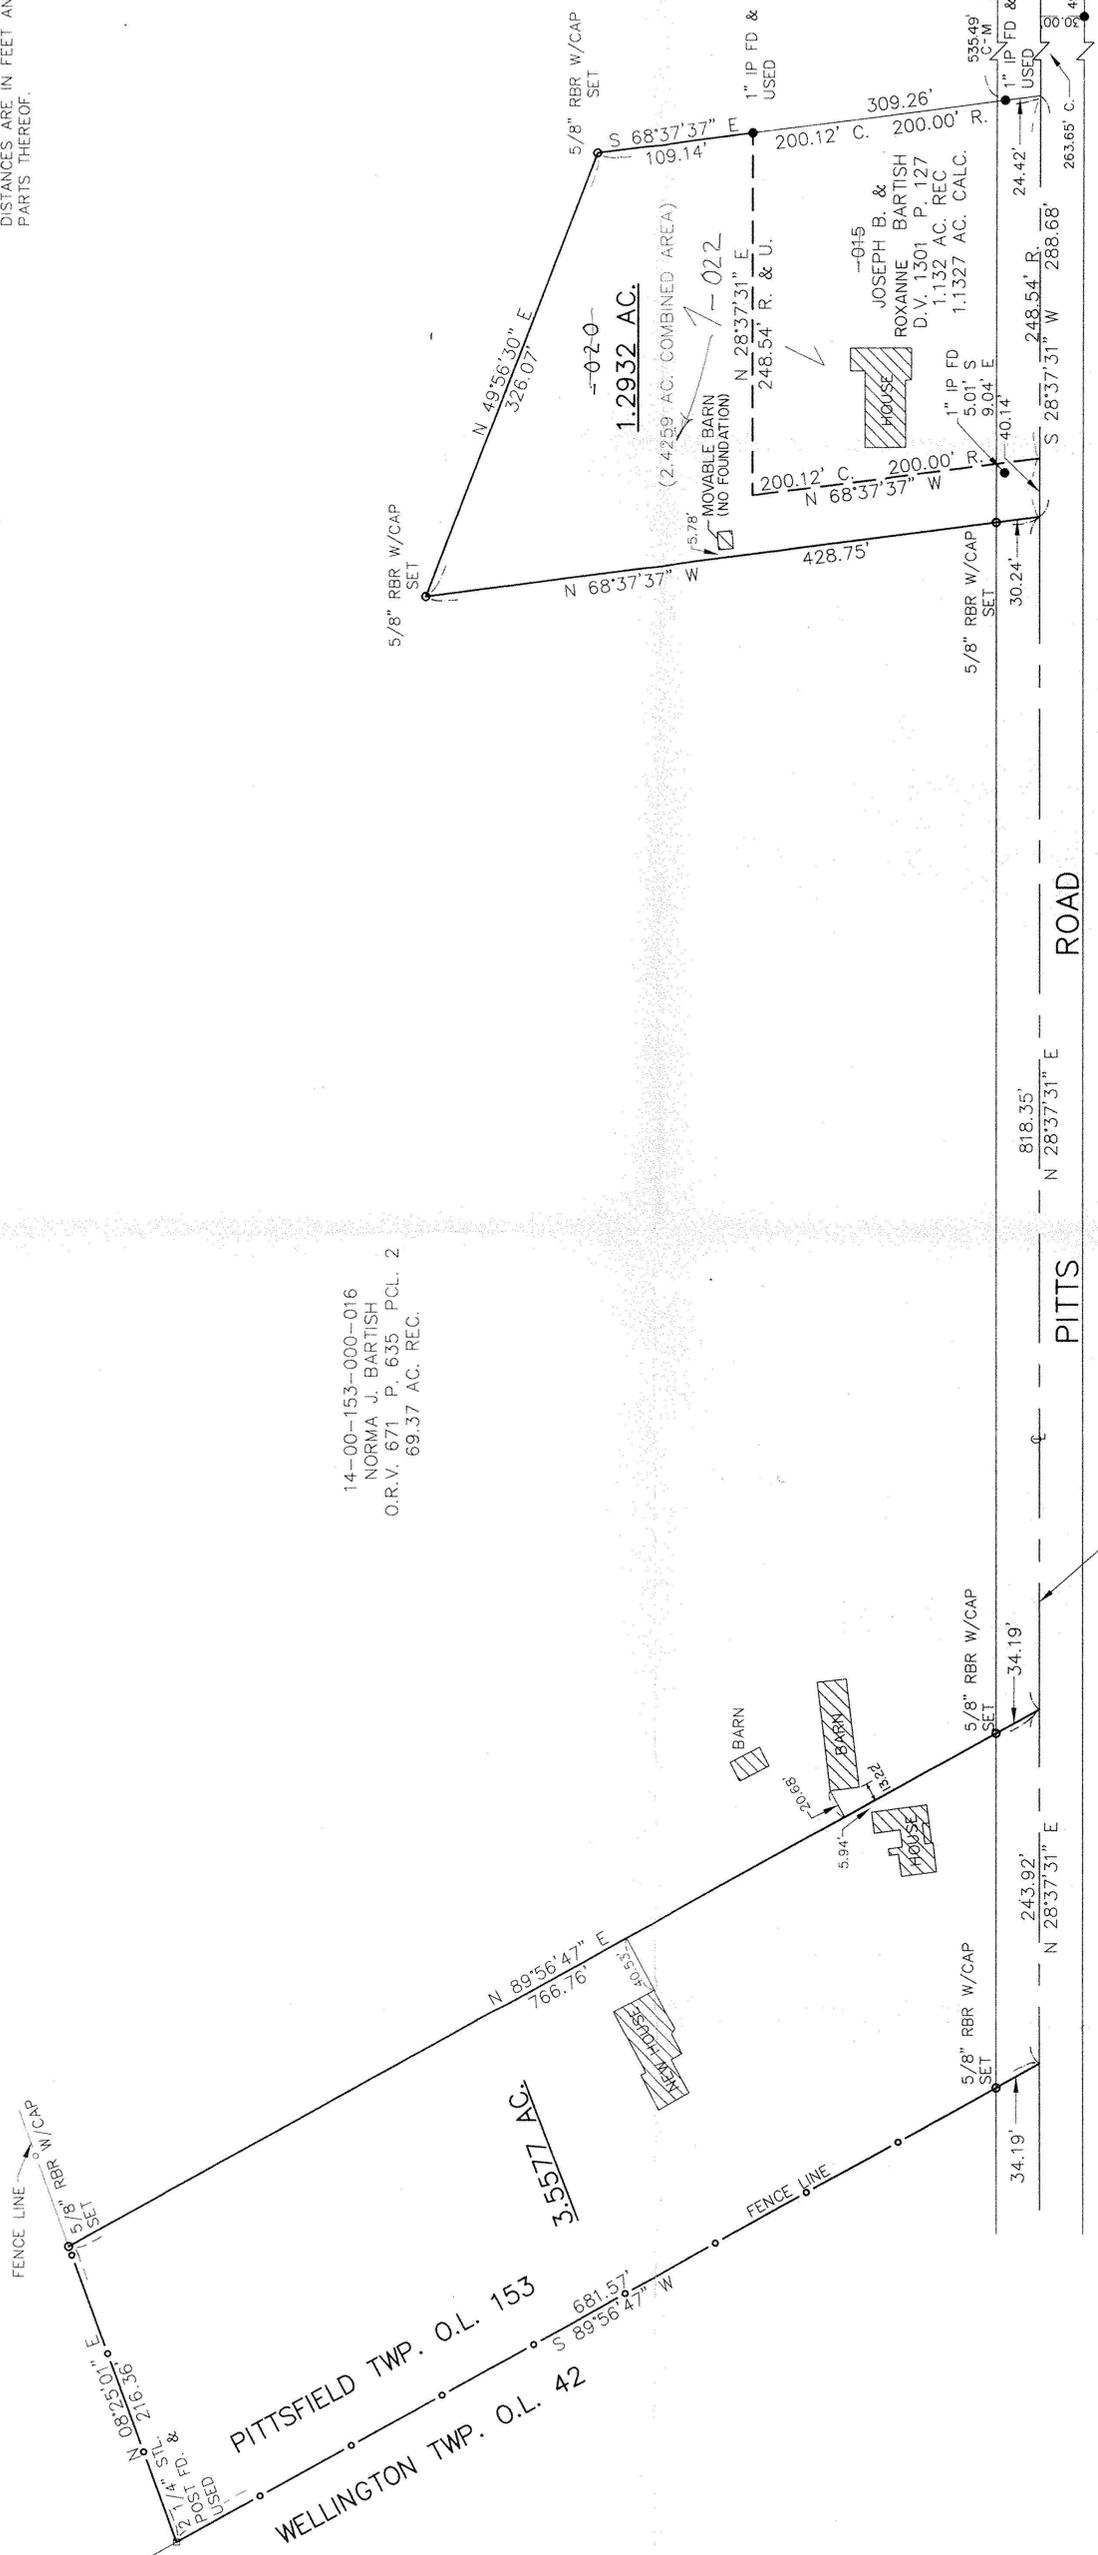 DISTANCES ARE IN FEET AN
PARTS THEREOF.
5/8" RBR W/CAP
SET
1" IP FD &
USED
535.49'
C-M
1" IP FD &
USED
30.00'
263.65' C.
24.42'
S 68°37'37" E
109.14'
309.26'
200.12' C. 200.00' R.
N 49°56'30" E
326.07'
-020-
1.2932 AC.
(2.4259 AC. COMBINED AREA)
7-022
N 28°37'31" E
248.54' R. & U.
-015
JOSEPH B. &
ROXANNE BARTISH
D.V. 1301 P. 127
1.132 AC. REC
1.1327 AC. CALC.
248.54' R.
S 28°37'31" W 288.68'
HOUSE
1" IP FD
5.01' S
9.04' E
40.14'
MOVABLE BARN
(NO FOUNDATION)
5.78'
200.12' C. 200.00' R.
N 68°37'37" W
428.75'
N 68°37'37" W
5/8" RBR W/CAP
SET
5/8" RBR W/CAP
SET
30.24'
PITTS ROAD
818.35'
N 28°37'31" E
14-00-153-000-016
NORMA J. BARTISH
O.R.V. 671 P. 635 PCL. 2
69.37 AC. REC.
5/8" RBR W/CAP
SET
34.19'
BARN
BARN
20.68'
13.22
5.94'
HOUSE
243.92'
N 28°37'31" E
N 89°56'47" E
766.76'
40.53'
NEW HOUSE
5/8" RBR W/CAP
SET
34.19'
3.5577 AC.
FENCE LINE
FENCE LINE
5/8" RBR W/CAP
SET
681.57'
S 89°56'47" W
PITTSFIELD TWP. O.L. 153
WELLINGTON TWP. O.L. 42
N 08°25'01" E
216.36'
2 1/4" STL.
POST FD. &
USED